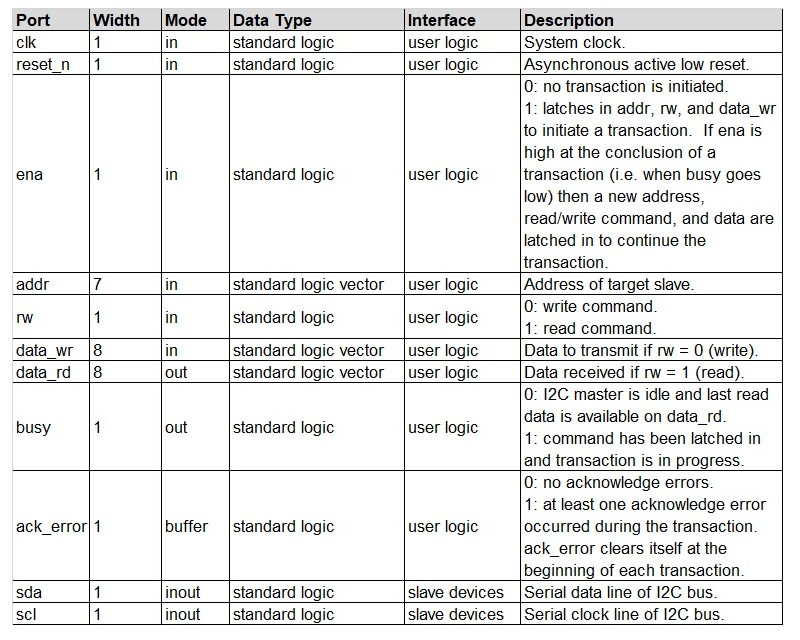 Port Width Mode Data Type Interface Description
clk 1 in standard logic user logic System clock.
reset_n 1 in standard logic user logic Asynchronous active low reset.
ena 1 in standard logic user logic 0: no transaction is initiated.
1: latches in addr, rw, and data_wr
to initiate a transaction. If ena is
high at the conclusion of a
transaction (i.e. when busy goes
low) then a new address,
read/write command, and data are
latched in to continue the
transaction.
addr 7 in standard logic vector user logic Address of target slave.
rw 1 in standard logic user logic 0: write command.
1: read command.
data_wr 8 in standard logic vector user logic Data to transmit if rw = 0 (write).
data_rd 8 out standard logic vector user logic Data received if rw = 1 (read).
busy 1 out standard logic user logic 0: I2C master is idle and last read
data is available on data_rd.
1: command has been latched in
and transaction is in progress.
ack_error 1 buffer standard logic user logic 0: no acknowledge errors.
1: at least one acknowledge error
occurred during the transaction.
ack_error clears itself at the
beginning of each transaction.
sda 1 inout standard logic slave devices Serial data line of I2C bus.
scl 1 inout standard logic slave devices Serial clock line of I2C bus.